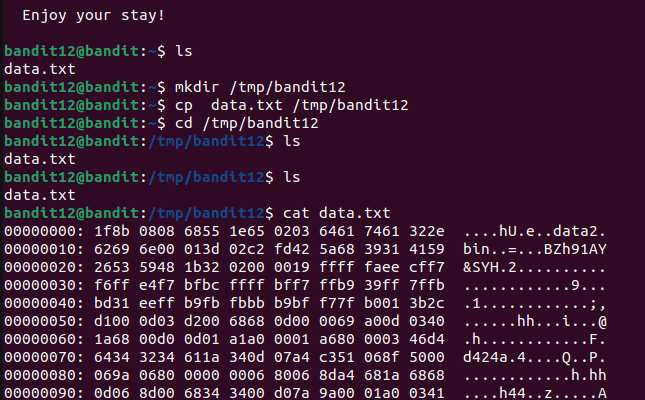 Enjoy your stay!
bandit12@bandit:~$ ls
data.txt
bandit12@bandit:~$ mkdir /tmp/bandit12
bandit12@bandit:~$ cp  data.txt /tmp/bandit12
bandit12@bandit:~$ cd /tmp/bandit12
bandit12@bandit:/tmp/bandit12$ ls
data.txt
bandit12@bandit:/tmp/bandit12$ ls
data.txt
bandit12@bandit:/tmp/bandit12$ cat data.txt
00000000: 1f8b 0808 6855 1e65 0203 6461 7461 322e  ....hU.e..data2.
00000010: 6269 6e00 013d 02c2 fd42 5a68 3931 4159  bin..=...BZh91AY
00000020: 2653 5948 1b32 0200 0019 ffff faee cff7  &SYH.2..........
00000030: f6ff e4f7 bfbc ffff bff7 ffb9 39ff 7ffb  ............9...
00000040: bd31 eeff b9fb fbbb b9bf f77f b001 3b2c  .1............;,
00000050: d100 0d03 d200 6868 0d00 0069 a00d 0340  ......hh...i...@
00000060: 1a68 00d0 0d01 a1a0 0001 a680 0003 46d4  .h............F.
00000070: 6434 3234 611a 340d 07a4 c351 068f 5000  d424a.4....Q..P.
00000080: 069a 0680 0000 0006 8006 8da4 681a 6868  ............h.hh
00000090: 0d06 8d00 6834 3400 d07a 9a00 01a0 0341  ....h44..z.....A